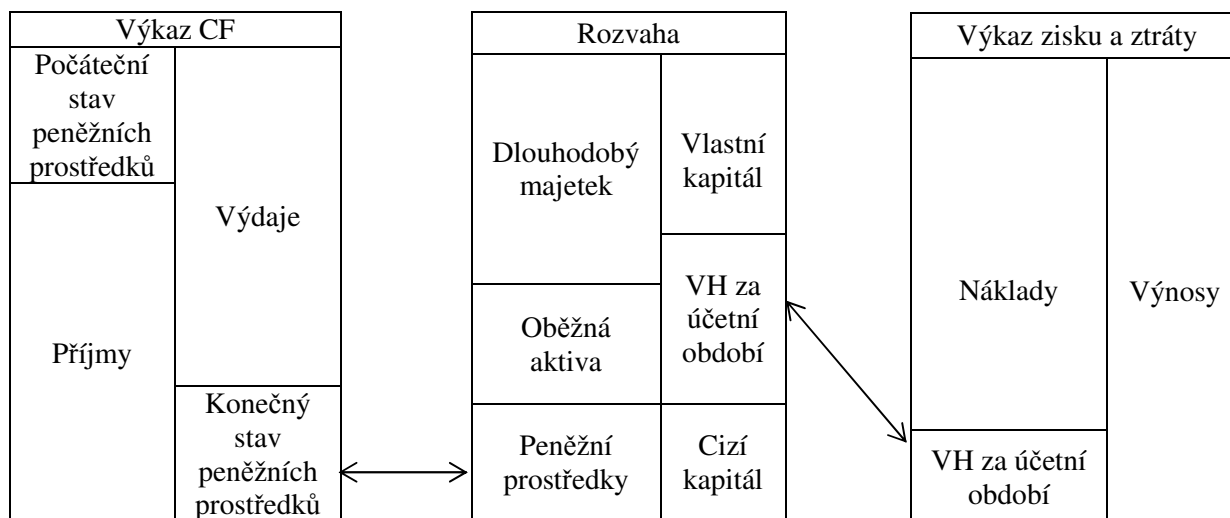 Výkaz CF
Počáteční
stav
peněžních
prostředků
Příjmy
Výdaje
Konečný
stav
peněžních
prostředků
Rozvaha
Dlouhodobý
majetek
Oběžná
aktiva
Peněžní
prostředky
Vlastní
kapitál
VH za
účetní
období
Cizí
kapitál
Výkaz zisku a ztráty
Náklady
VH za účetní
období
Výnosy